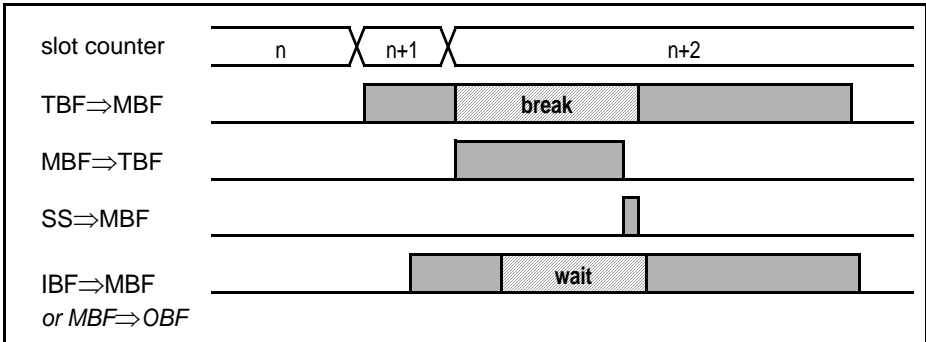 slot counter
n
n+1
n+2
TBF⇒MBF
break
MBF⇒TBF
SS⇒MBF
IBF⇒MBF
wait
or MBF⇒OBF